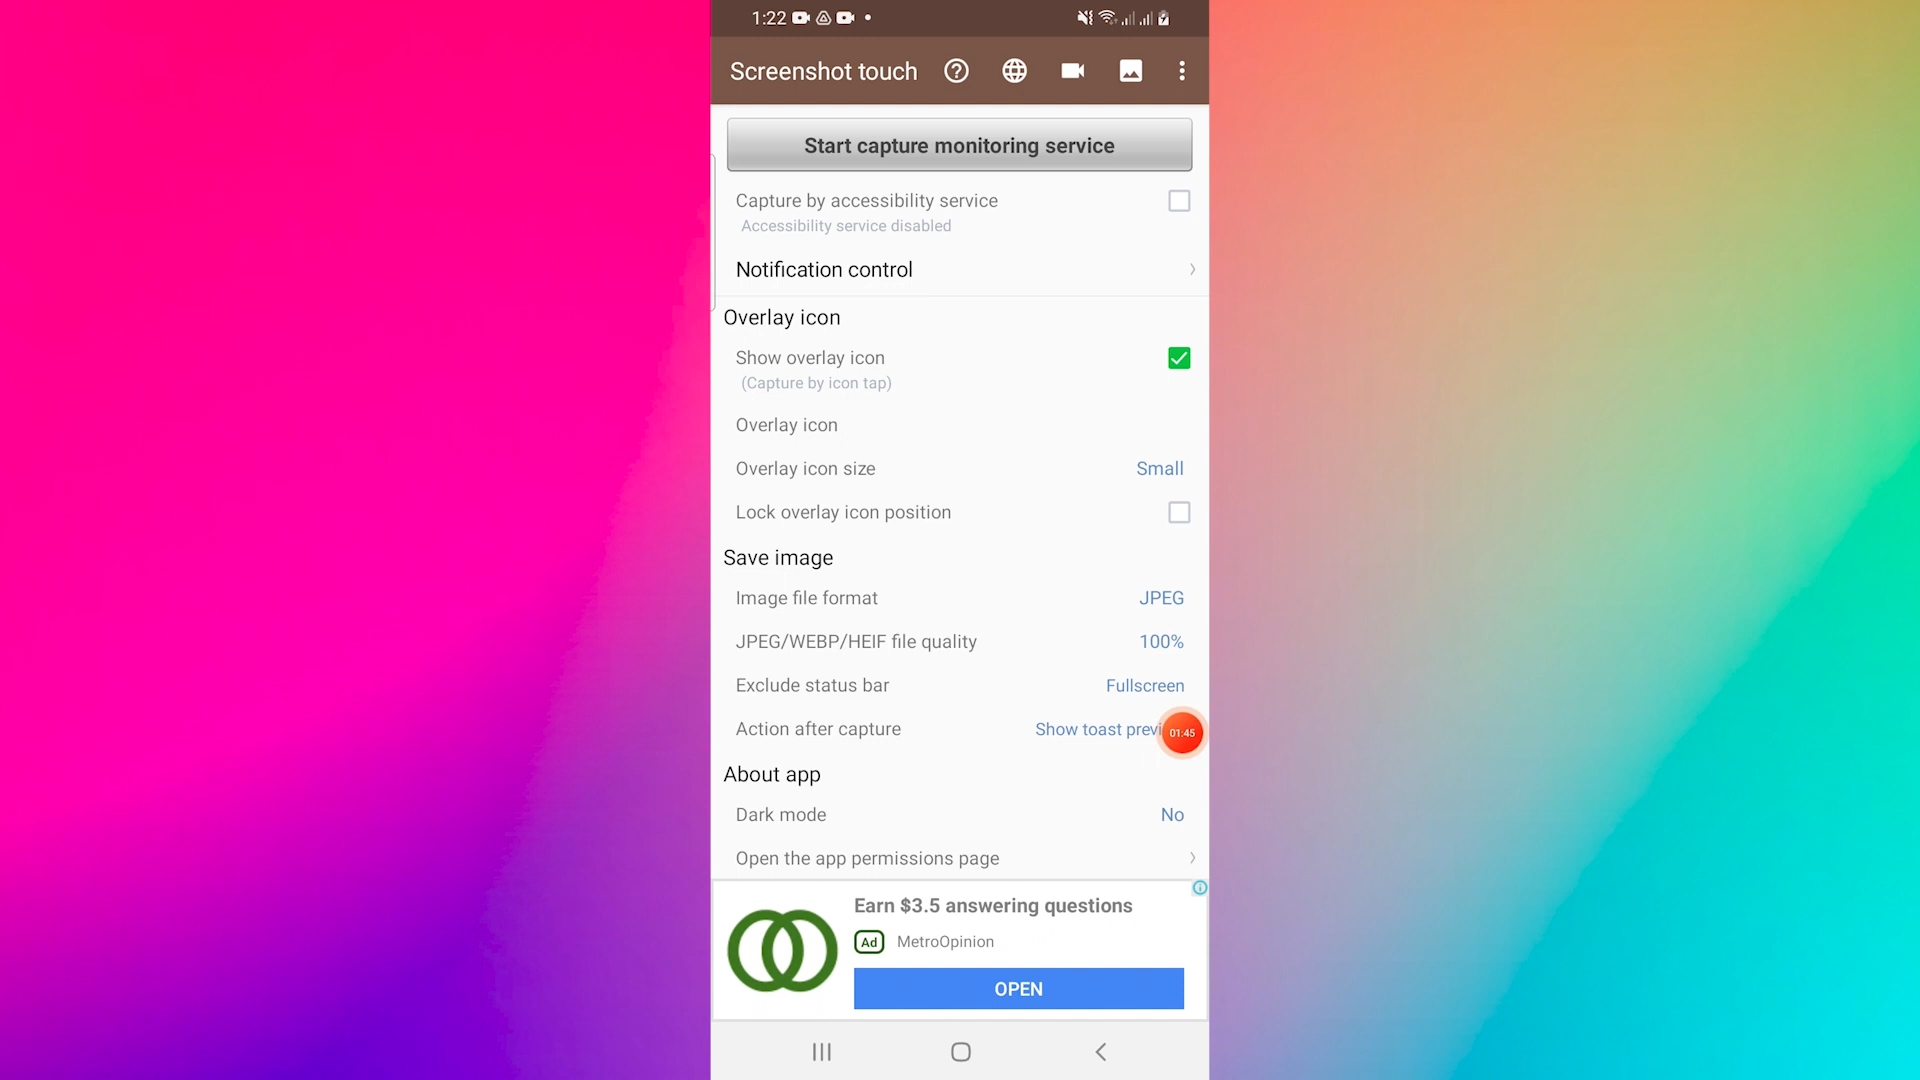 1:22
Screenshot touch
Start capture monitoring service
Capture by accessibility service
Accessibility service disabled
Notification control
Overlay icon
Show overlay icon
(Capture by icon tap)
Overlay icon
Overlay icon size Small
Lock overlay icon position
Save image
Image file format JPEG
JPEG/WEBP/HEIF file quality 100%
Exclude status bar Fullscreen
Action after capture Show toast previ
01:45
About app
Dark mode No
Open the app permissions page
Earn $3.5 answering questions
Ad MetroOpinion
OPEN